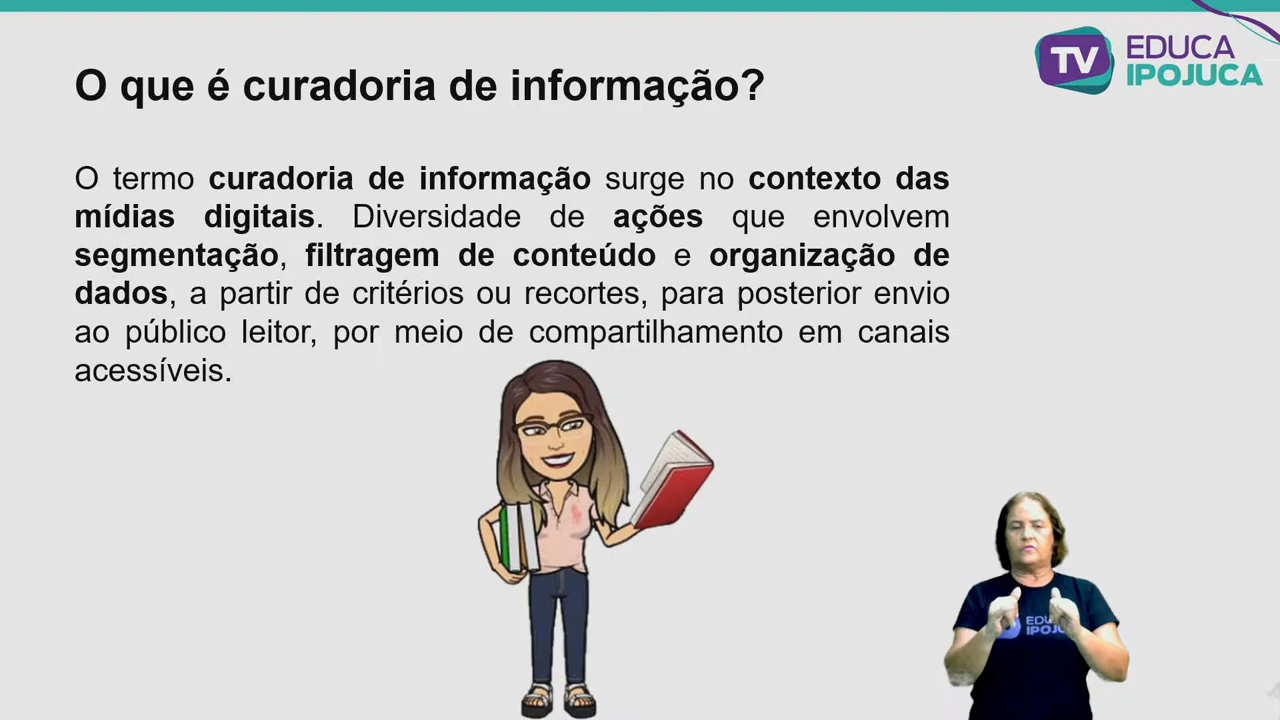 TV EDUCA
IPOJUCA
O que é curadoria de informação?
O termo curadoria de informação surge no contexto das
mídias digitais. Diversidade de ações que envolvem
segmentação, filtragem de conteúdo e organização de
dados, a partir de critérios ou recortes, para posterior envio
ao público leitor, por meio de compartilhamento em canais
acessíveis.